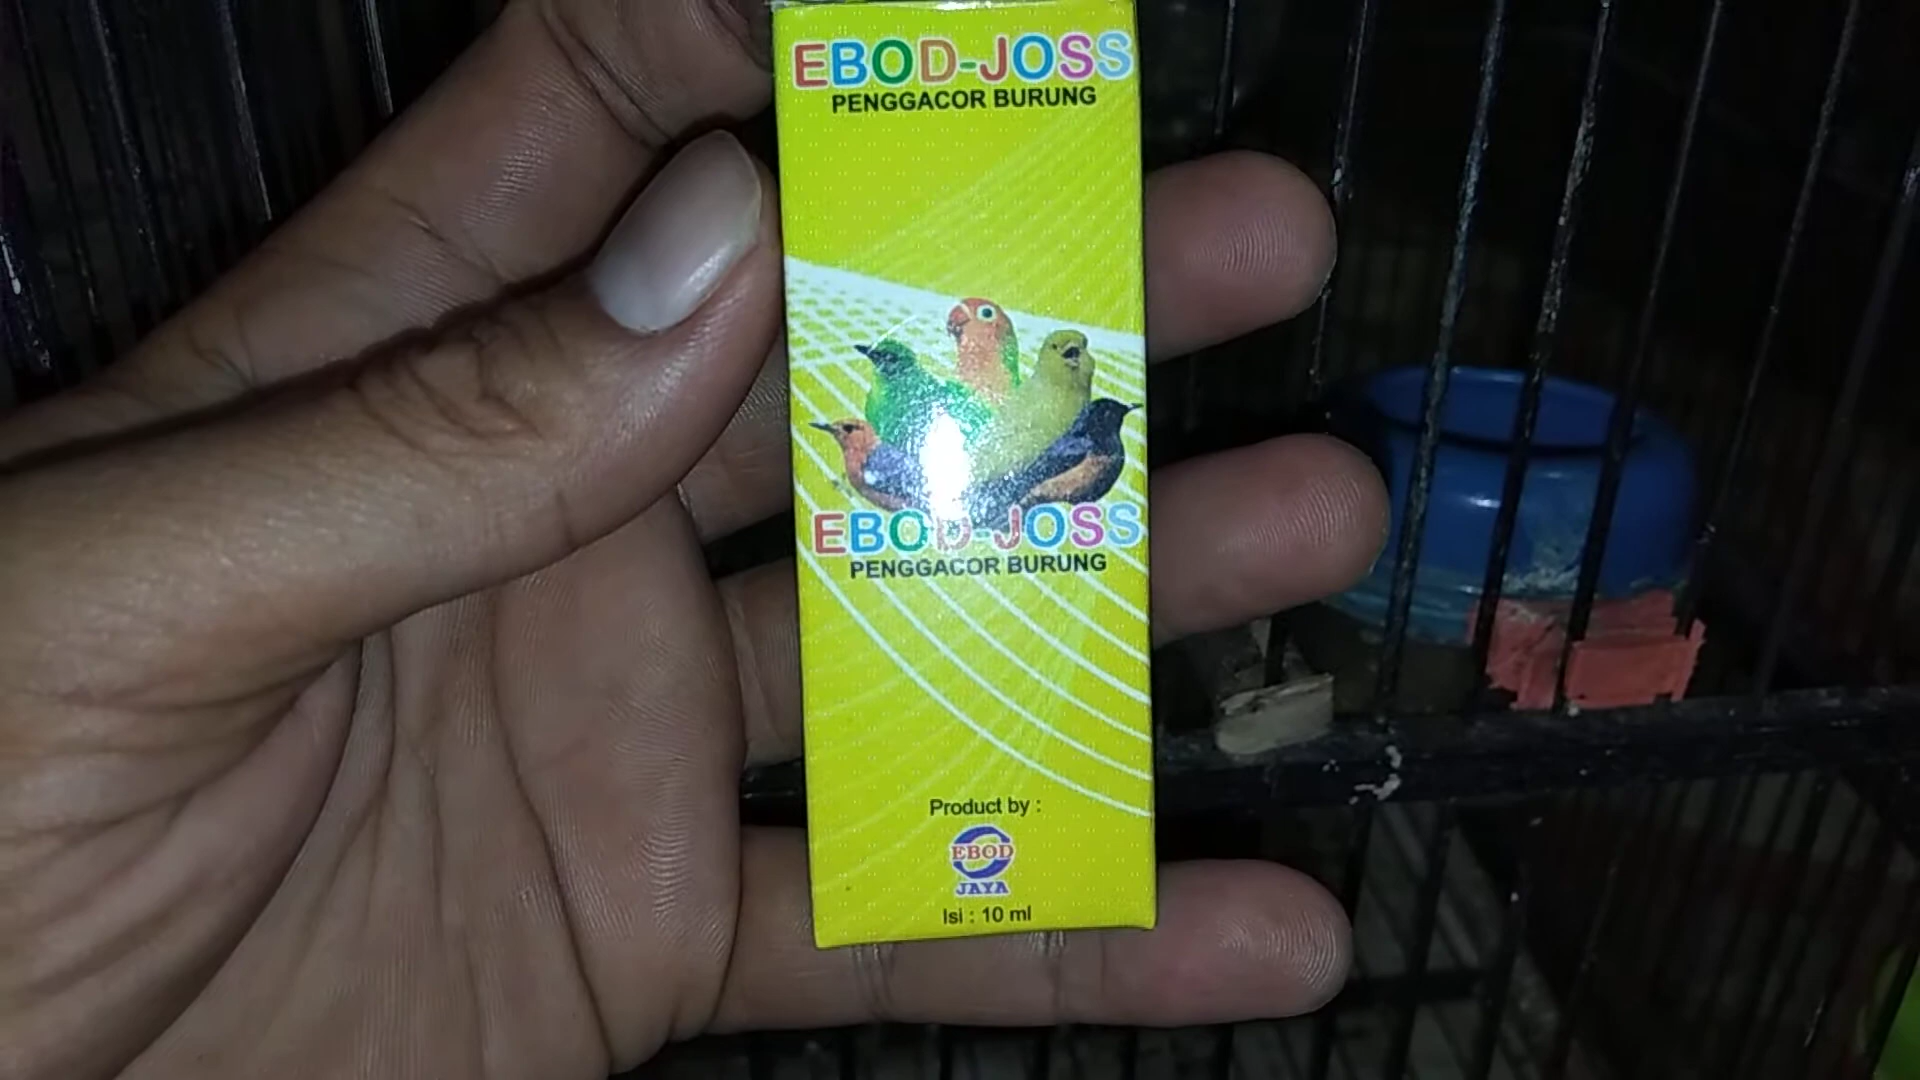 EBOD-JOSS
PENGGACOR BURUNG
EBOD-JOSS
PENGGACOR BURUNG
Product by :
EBOD
JAYA
Isi : 10 ml